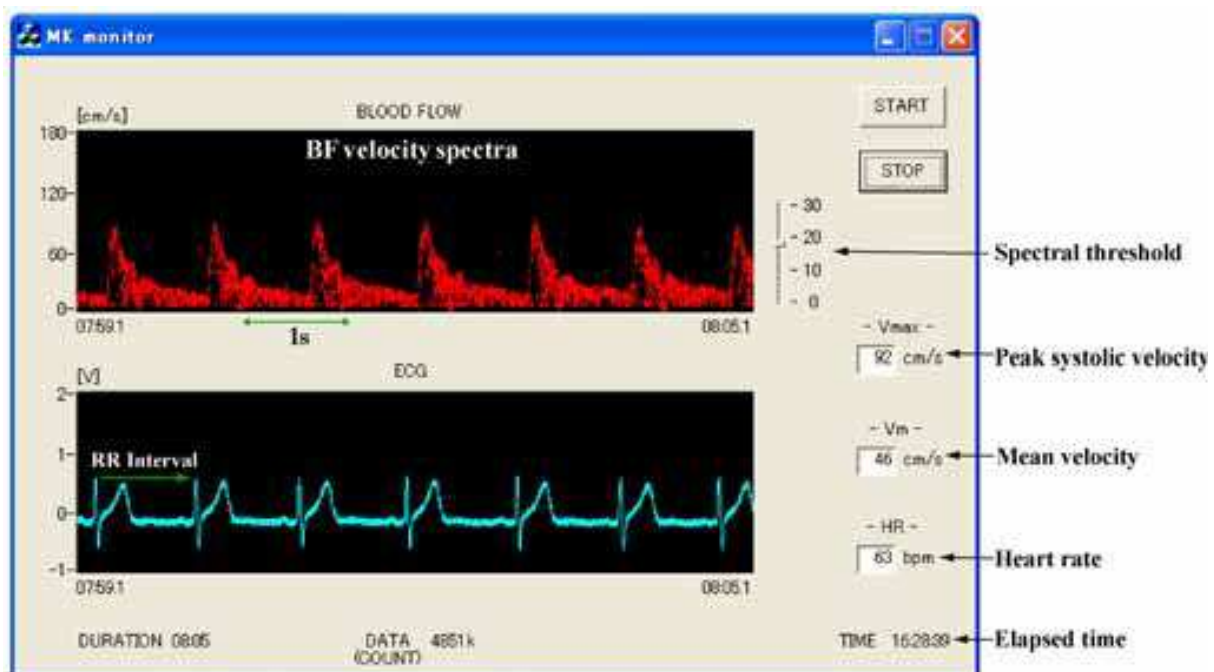 MK monitor
[cm/s]
BLOOD FLOW
START
180
BF velocity spectra
STOP
120
30
60
20
Spectral threshold
10
0
0
07:59.1
1s
08:05.1
- Vmax -
92 cm/s
Peak systolic velocity
[V]
ECG
2
- Vm -
1
RR Interval
46 cm/s
Mean velocity
0
- HR -
63 bpm
Heart rate
-1
07:59.1
08:05.1
DURATION 08:05
DATA 4851k
(COUNT)
TIME 16:28:39
Elapsed time